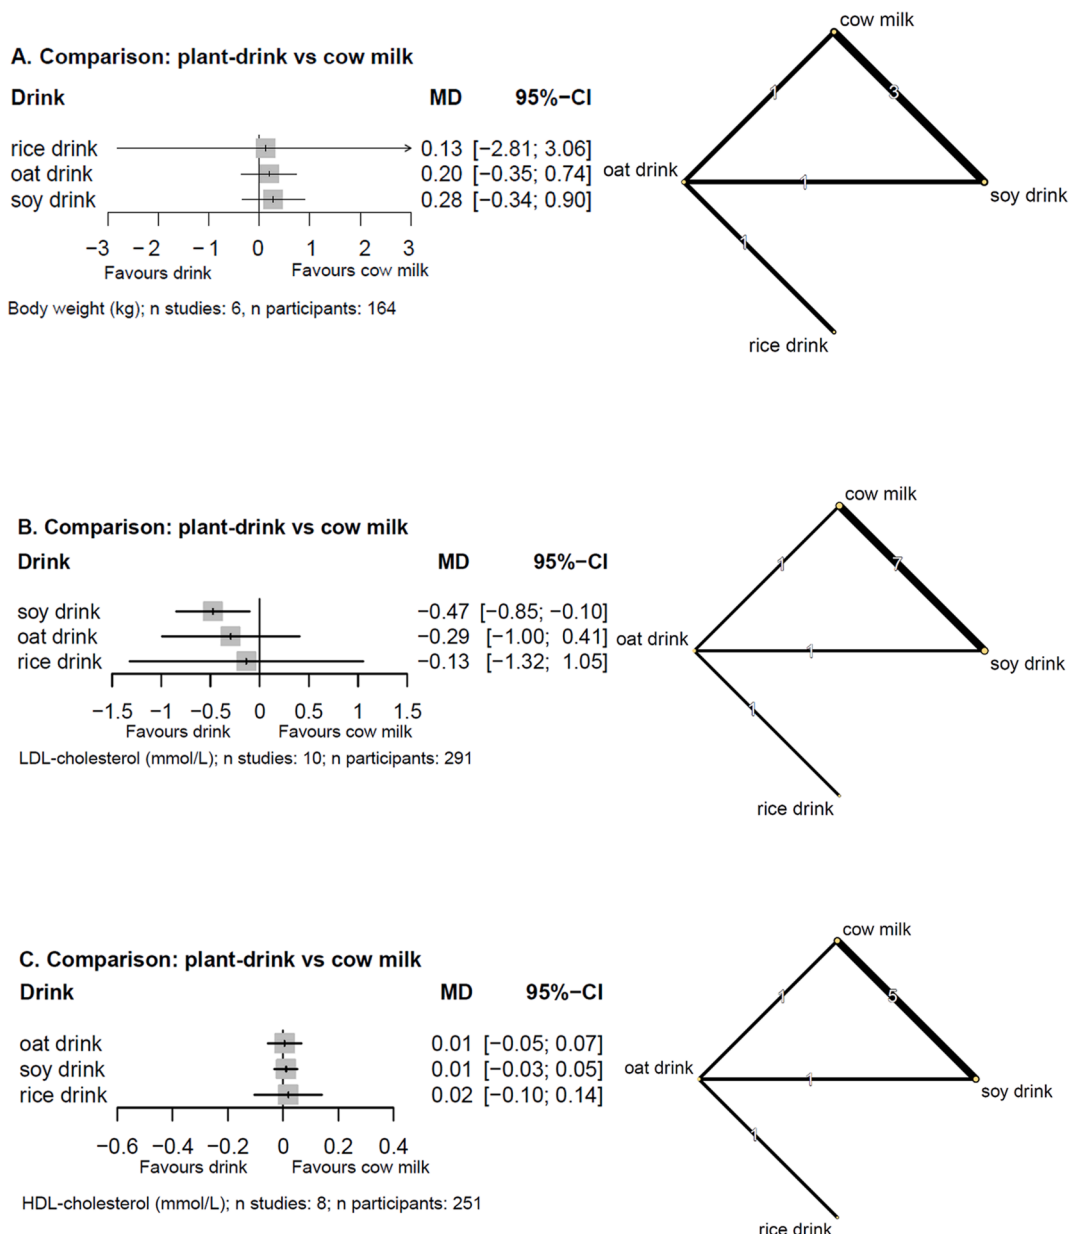 A. Comparison: plant-drink vs cow milk
Drink MD 95%−CI
rice drink 0.13 [−2.81; 3.06]
oat drink 0.20 [−0.35; 0.74]
soy drink 0.28 [−0.34; 0.90]
−3 −2 −1 0 1 2 3
Favours drink Favours cow milk
Body weight (kg); n studies: 6, n participants: 164
cow milk
1 3
oat drink 1 soy drink
1
rice drink
B. Comparison: plant-drink vs cow milk
Drink MD 95%−CI
soy drink −0.47 [−0.85; −0.10]
oat drink −0.29 [−1.00; 0.41]
rice drink −0.13 [−1.32; 1.05]
−1.5 −1 −0.5 0 0.5 1 1.5
Favours drink Favours cow milk
LDL-cholesterol (mmol/L); n studies: 10; n participants: 291
cow milk
1 7
oat drink 1 soy drink
1
rice drink
C. Comparison: plant-drink vs cow milk
Drink MD 95%−CI
oat drink 0.01 [−0.05; 0.07]
soy drink 0.01 [−0.03; 0.05]
rice drink 0.02 [−0.10; 0.14]
−0.6 −0.4 −0.2 0 0.2 0.4
Favours drink Favours cow milk
HDL-cholesterol (mmol/L); n studies: 8; n participants: 251
cow milk
1 5
oat drink 1 soy drink
1
rice drink